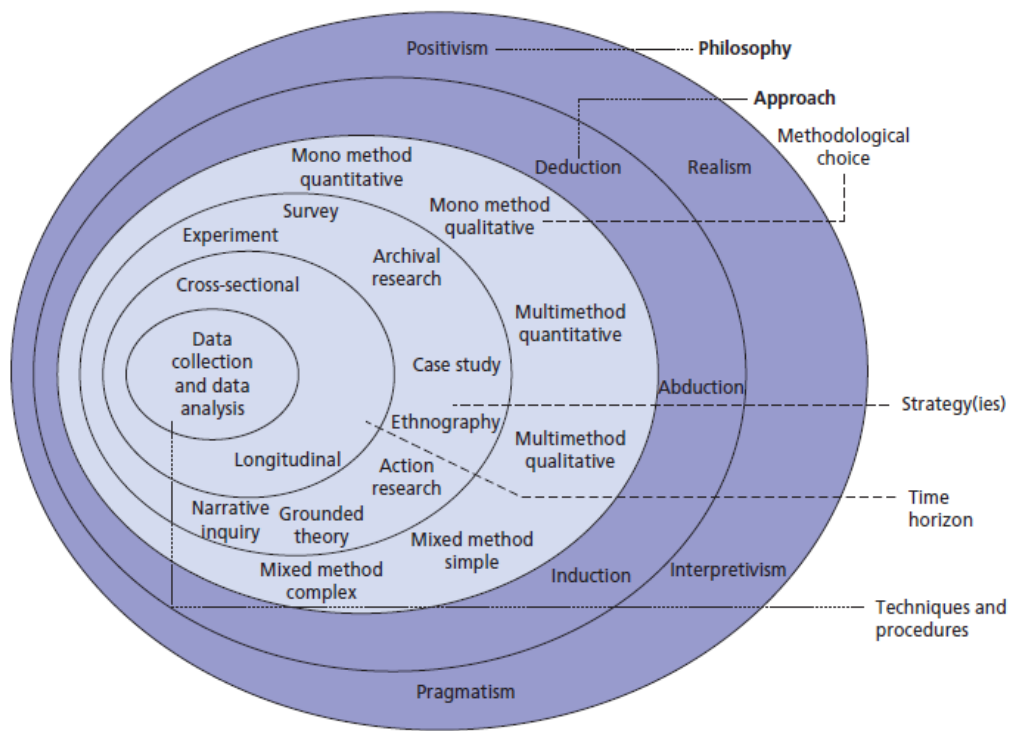 Positivism
Philosophy
Approach
Methodological
choice
Mono method
quantitative
Deduction
Realism
Mono method
qualitative
Survey
Experiment
Archival
research
Cross-sectional
Multimethod
quantitative
Data
collection
and data
analysis
Case study
Abduction
Strategy(ies)
Ethnography
Multimethod
qualitative
Longitudinal
Action
research
Time
horizon
Narrative
inquiry
Grounded
theory
Mixed method
simple
Mixed method
complex
Induction
Interpretivism
Techniques and
procedures
Pragmatism